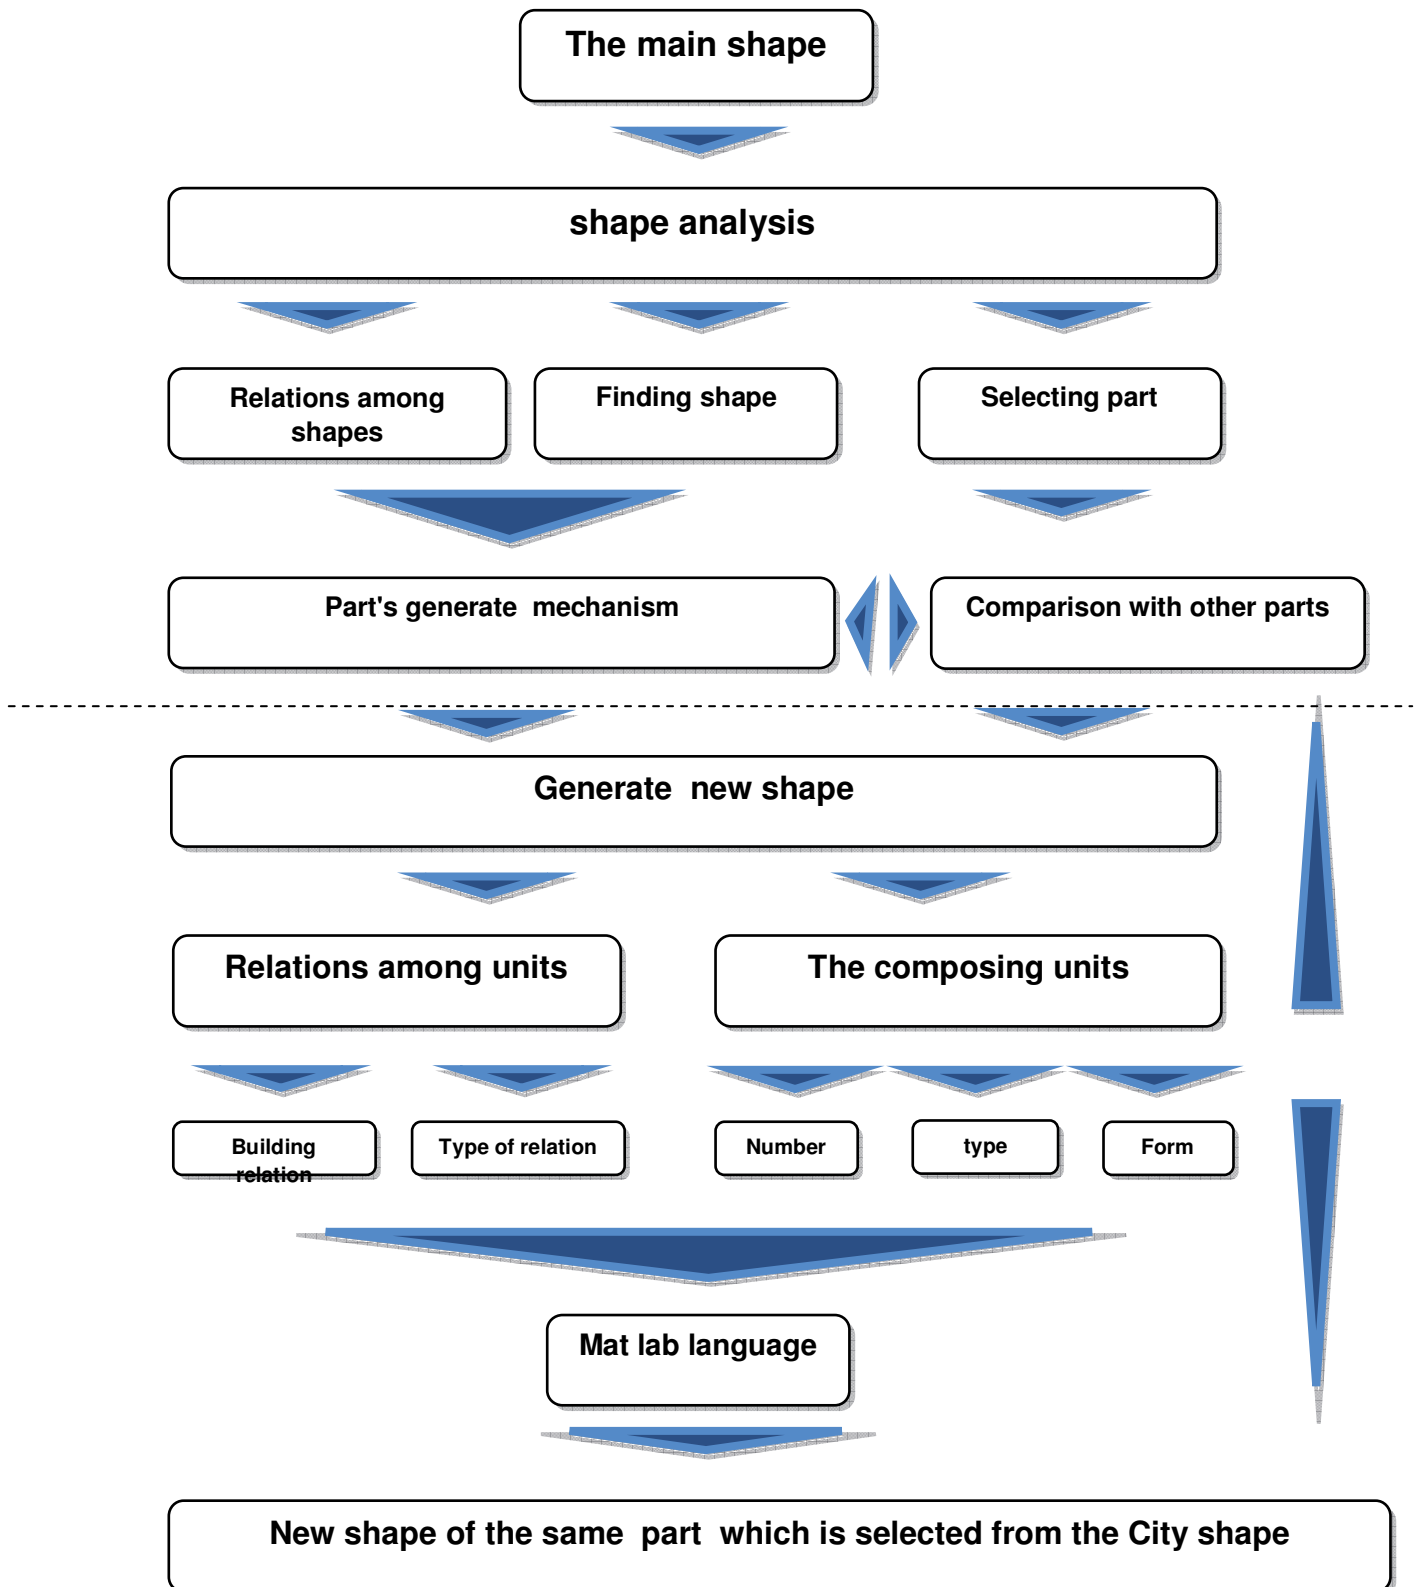 The main shape
shape analysis
Relations among
shapes
Finding shape
Selecting part
Part's generate  mechanism
Comparison with other parts
Generate  new shape
Relations among units
The composing units
Building
relation
Type of relation
Number
type
Form
Mat lab language
New shape of the same  part  which is selected from the City shape